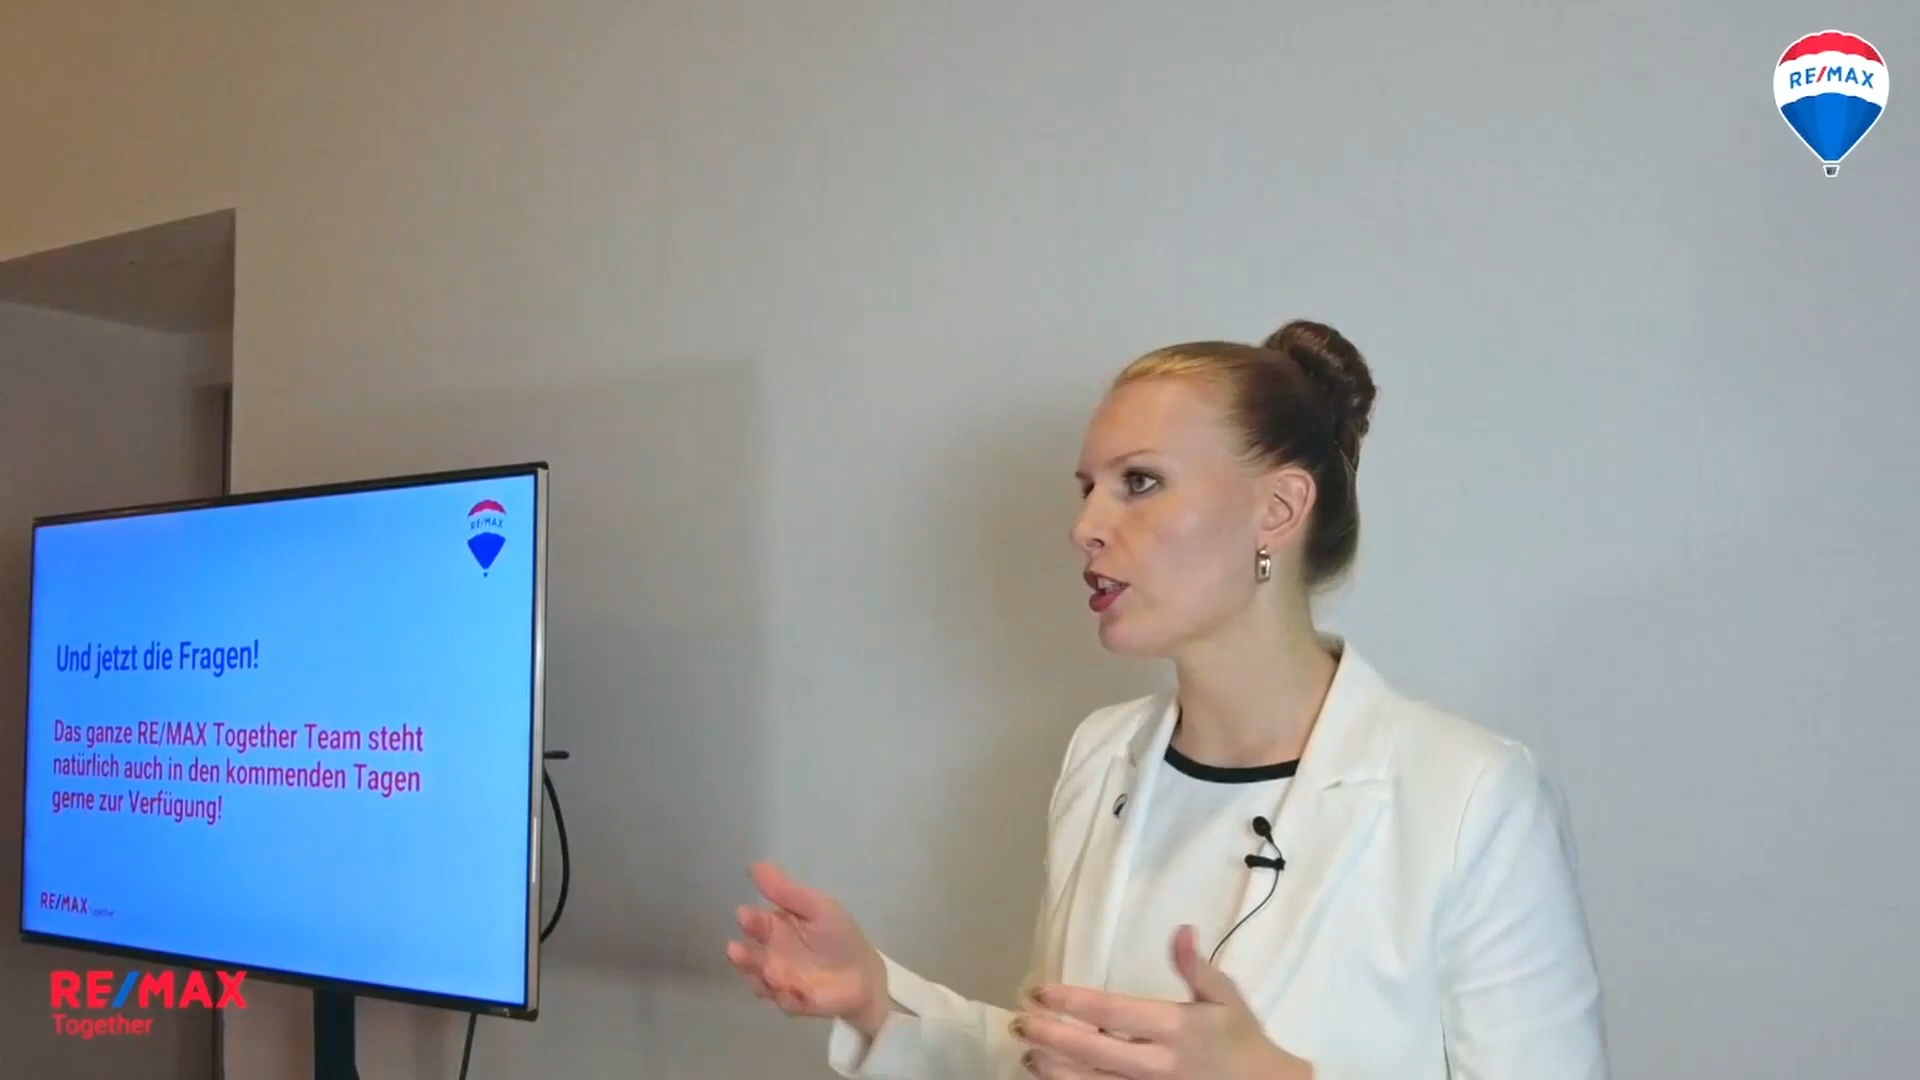 RE/MAX
RE/MAX
Und jetzt die Fragen!
Das ganze RE/MAX Together Team steht
natürlich auch in den kommenden Tagen
gerne zur Verfügung!
RE/MAX Together
RE/MAX
Together